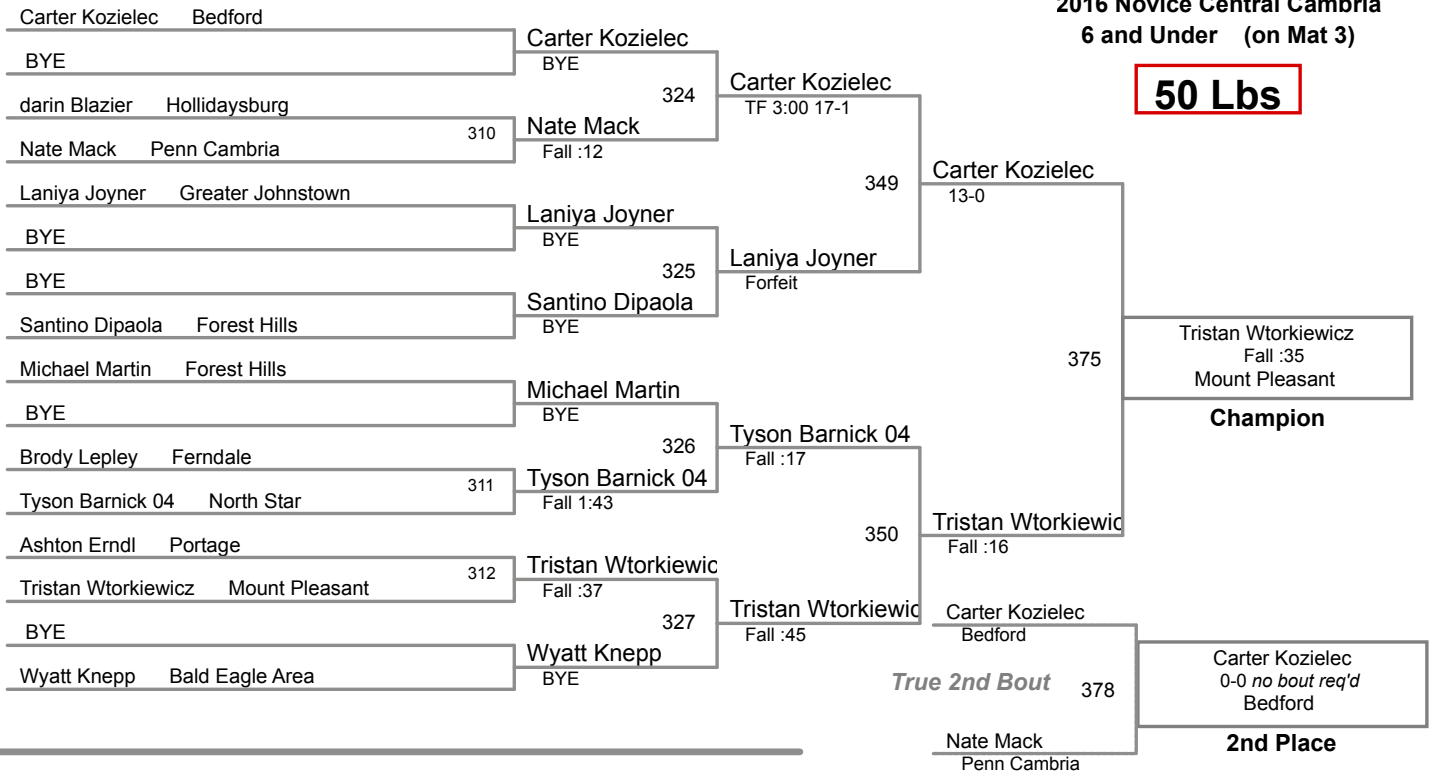 2016 Novice Central Cambria
6 and Under (on Mat 3)
50 Lbs
Carter Kozielec Bedford
BYE
darin Blazier Hollidaysburg
Nate Mack Penn Cambria
Laniya Joyner Greater Johnstown
BYE
BYE
Santino Dipaola Forest Hills
Michael Martin Forest Hills
BYE
Brody Lepley Ferndale
Tyson Barnick 04 North Star
Ashton Erndl Portage
Tristan Wtorkiewicz Mount Pleasant
BYE
Wyatt Knepp Bald Eagle Area
310
311
312
Carter Kozielec
BYE
Nate Mack
Fall :12
Laniya Joyner
BYE
Santino Dipaola
BYE
Michael Martin
BYE
Tyson Barnick 04
Fall 1:43
Tristan Wtorkiewic
Fall :37
Wyatt Knepp
BYE
324
325
326
327
Carter Kozielec
TF 3:00 17-1
Laniya Joyner
Forfeit
Tyson Barnick 04
Fall :17
Tristan Wtorkiewic
Fall :45
349
350
Carter Kozielec
13-0
Tristan Wtorkiewic
Fall :16
375
Tristan Wtorkiewicz
Fall :35
Mount Pleasant
Champion
Carter Kozielec
Bedford
True 2nd Bout 378
Nate Mack
Penn Cambria
Carter Kozielec
0-0 no bout req'd
Bedford
2nd Place